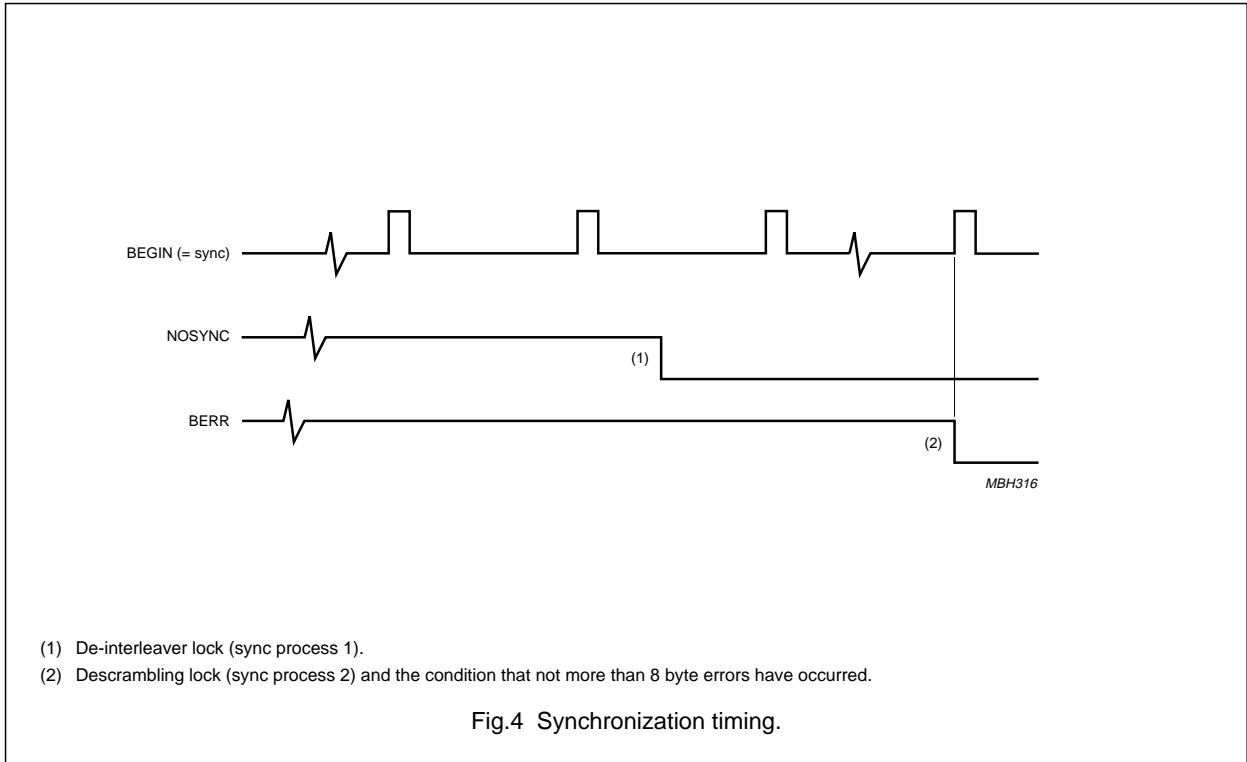 BEGIN (= sync)
NOSYNC
(1)
BERR
(2)
MBH316
(1) De-interleaver lock (sync process 1).
(2) Descrambling lock (sync process 2) and the condition that not more than 8 byte errors have occurred.
Fig.4 Synchronization timing.